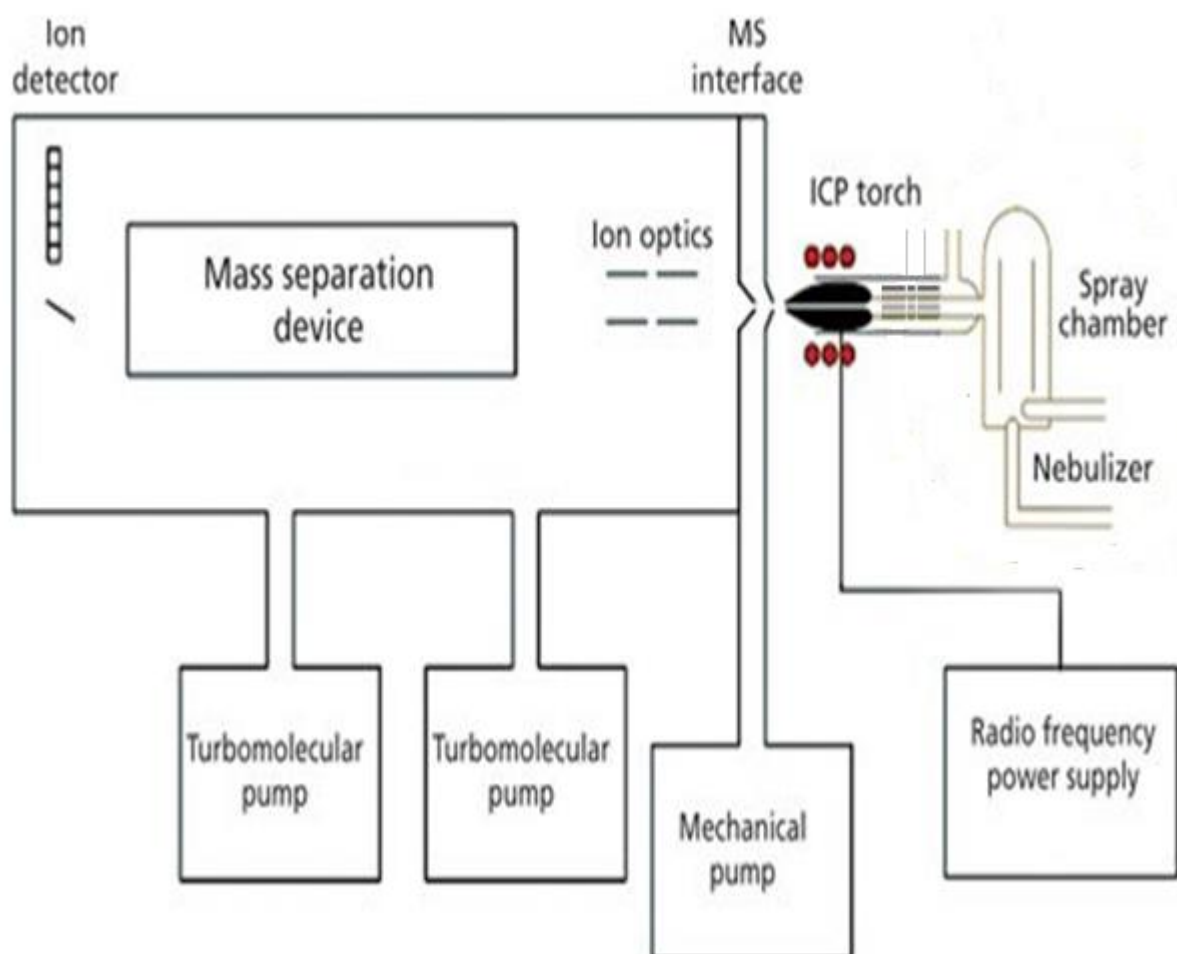 Ion
detector
MS
interface
ICP torch
Ion optics
Mass separation
device
Spray
chamber
Nebulizer
Turbomolecular
pump
Turbomolecular
pump
Mechanical
pump
Radio frequency
power supply